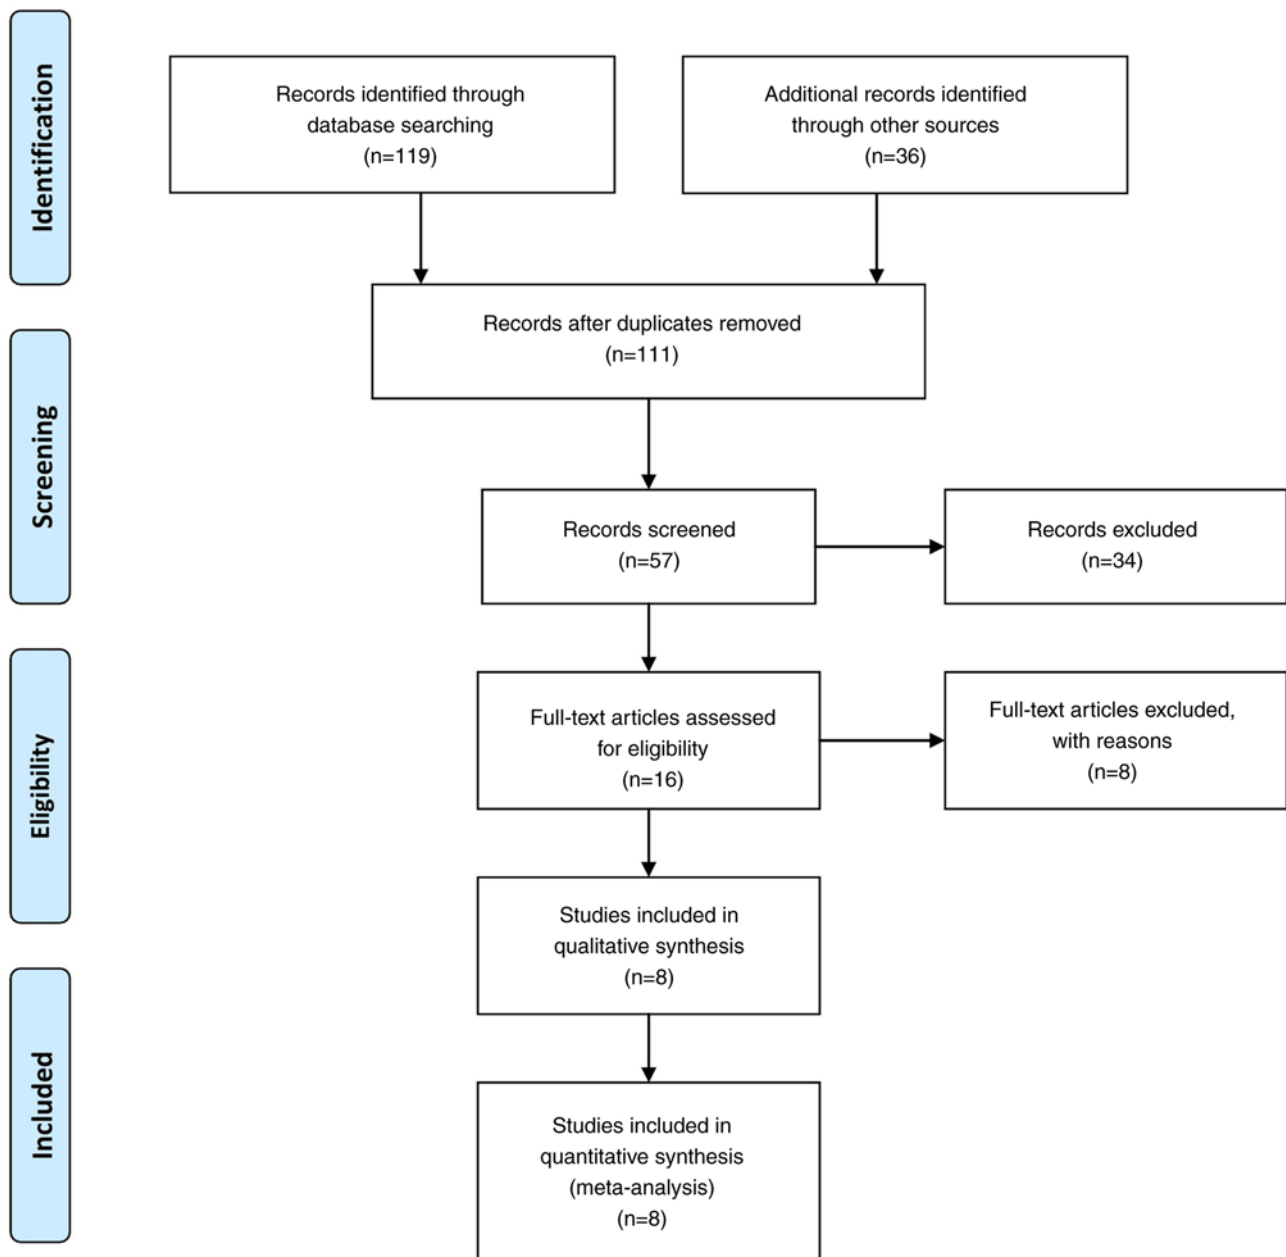 Identification
Records identified through
database searching
(n=119)
Additional records identified
through other sources
(n=36)
Records after duplicates removed
(n=111)
Screening
Records screened
(n=57)
Records excluded
(n=34)
Eligibility
Full-text articles assessed
for eligibility
(n=16)
Full-text articles excluded,
with reasons
(n=8)
Studies included in
qualitative synthesis
(n=8)
Included
Studies included in
quantitative synthesis
(meta-analysis)
(n=8)